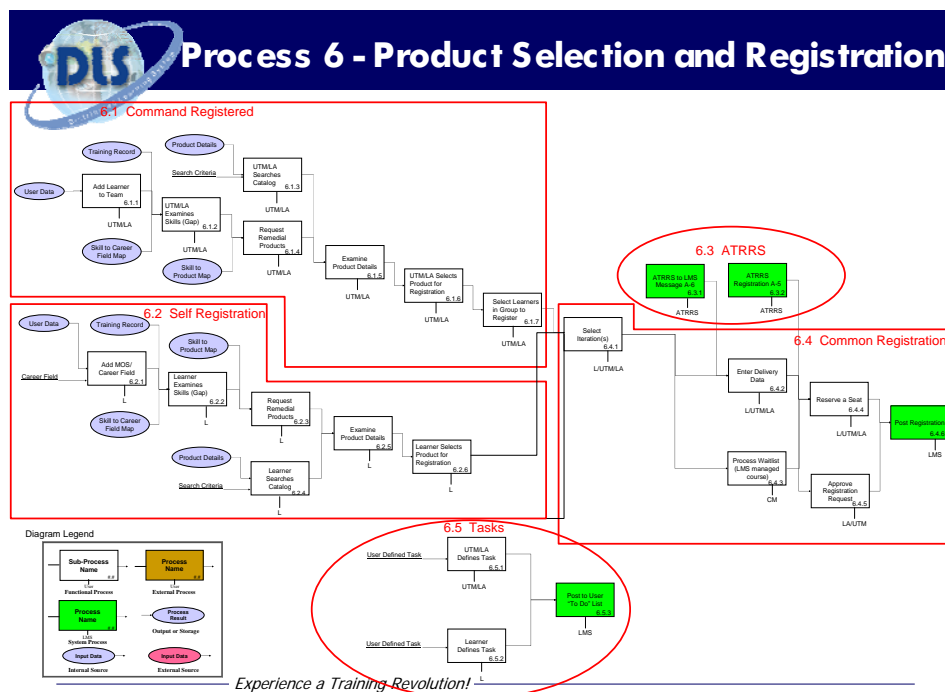 DLS
Process 6 - Product Selection and Registration
6.1 Command Registered
Training Record
Product Details
Search Criteria
UTM/LA
Searches
Catalog
6.1.3
UTM/LA
User Data
Add Learner
to Team
6.1.1
UTM/LA
UTM/LA
Examines
Skills (Gap)
6.1.2
UTM/LA
Skill to Career
Field Map
Request
Remedial
Products
6.1.4
UTM/LA
Skill to
Product Map
Examine
Product Details
6.1.5
UTM/LA
UTM/LA Selects
Product for
Registration
6.1.6
UTM/LA
Select Learners
in Group to
Register
6.1.7
UTM/LA
6.2 Self Registration
User Data
Training Record
Skill to
Product Map
Career Field
Add MOS/
Career Field
6.2.1
L
Learner
Examines
Skills (Gap)
6.2.2
L
Skill to Career
Field Map
Request
Remedial
Products
6.2.3
L
Product Details
Search Criteria
Learner
Searches
Catalog
6.2.4
L
Examine
Product Details
6.2.5
L
Learner Selects
Product for
Registration
6.2.6
L
6.3 ATRRS
ATRRS to LMS
Message A-6
6.3.1
ATRRS
ATRRS
Registration A-5
6.3.2
ATRRS
6.4 Common Registration
Select
Iteration(s)
6.4.1
L/UTM/LA
Enter Delivery
Data
6.4.2
L/UTM/LA
Process Waitlist
(LMS managed
course)
6.4.3
CM
Reserve a Seat
6.4.4
L/UTM/LA
Approve
Registration
Request
6.4.5
LA/UTM
Post Registration
6.4.6
LMS
6.5 Tasks
User Defined Task
UTM/LA
Defines Task
6.5.1
UTM/LA
Post to User
"To Do" List
6.5.3
LMS
User Defined Task
Learner
Defines Task
6.5.2
L
Diagram Legend
Sub-Process
Name
#.#
User
Functional Process
Process
Name
#.#
User
External Process
Process
Name
#.#
LMS
System Process
Process
Result
Output or Storage
Input Data
Internal Source
Input Data
External Source
Experience a Training Revolution!